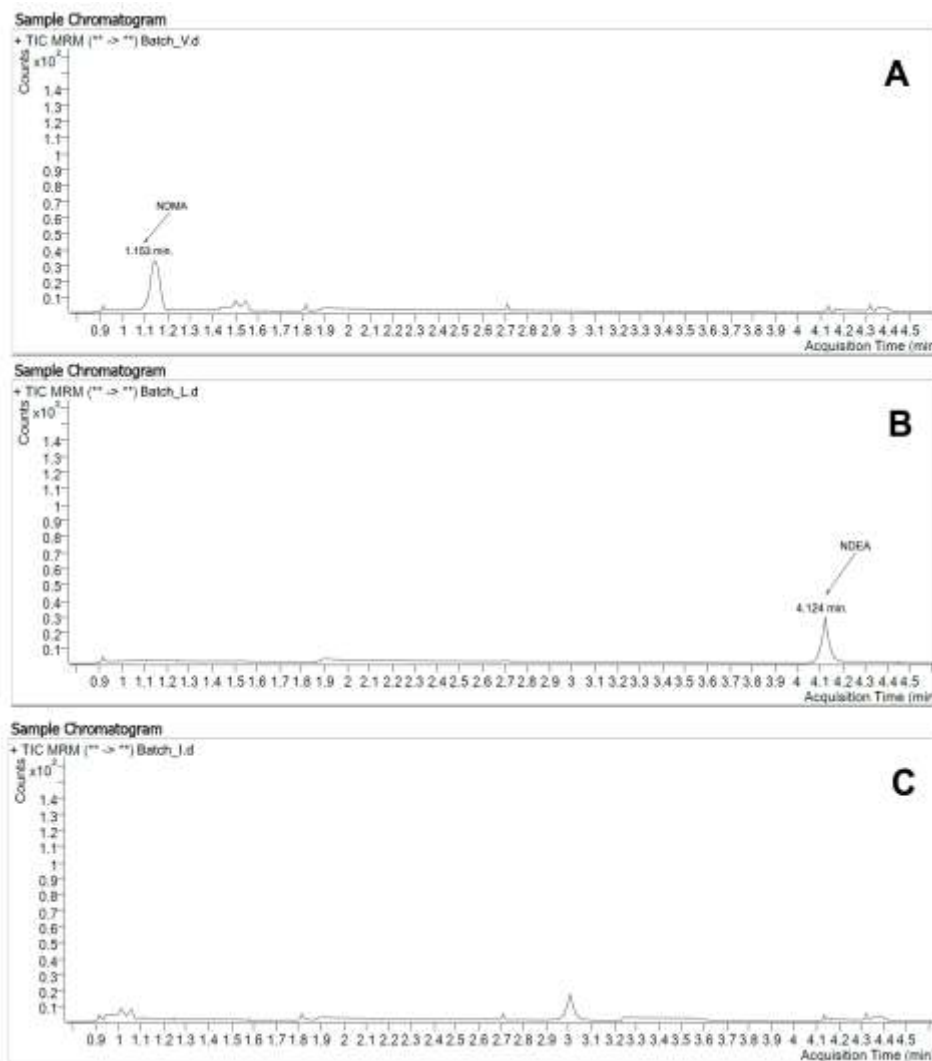 Sample Chromatogram
+ TIC MRM (** -> **) Batch_V.d
Counts
x10²
A
1.4
1.3
1.2
1.1
1
0.9
0.8
0.7
0.6
0.5
0.4
0.3
0.2
0.1
NDMA
1.153 min.
0.9 1 1.1 1.2 1.3 1.4 1.5 1.6 1.7 1.8 1.9 2 2.1 2.2 2.3 2.4 2.5 2.6 2.7 2.8 2.9 3 3.1 3.2 3.3 3.4 3.5 3.6 3.7 3.8 3.9 4 4.1 4.2 4.3 4.4 4.5
Acquisition Time (min
Sample Chromatogram
+ TIC MRM (** -> **) Batch_L.d
Counts
x10²
B
1.4
1.3
1.2
1.1
1
0.9
0.8
0.7
0.6
0.5
0.4
0.3
0.2
0.1
NDEA
4.124 min.
0.9 1 1.1 1.2 1.3 1.4 1.5 1.6 1.7 1.8 1.9 2 2.1 2.2 2.3 2.4 2.5 2.6 2.7 2.8 2.9 3 3.1 3.2 3.3 3.4 3.5 3.6 3.7 3.8 3.9 4 4.1 4.2 4.3 4.4 4.5
Acquisition Time (min
Sample Chromatogram
+ TIC MRM (** -> **) Batch_I.d
Counts
x10²
C
1.4
1.3
1.2
1.1
1
0.9
0.8
0.7
0.6
0.5
0.4
0.3
0.2
0.1
0.9 1 1.1 1.2 1.3 1.4 1.5 1.6 1.7 1.8 1.9 2 2.1 2.2 2.3 2.4 2.5 2.6 2.7 2.8 2.9 3 3.1 3.2 3.3 3.4 3.5 3.6 3.7 3.8 3.9 4 4.1 4.2 4.3 4.4 4.5
Acquisition Time (min